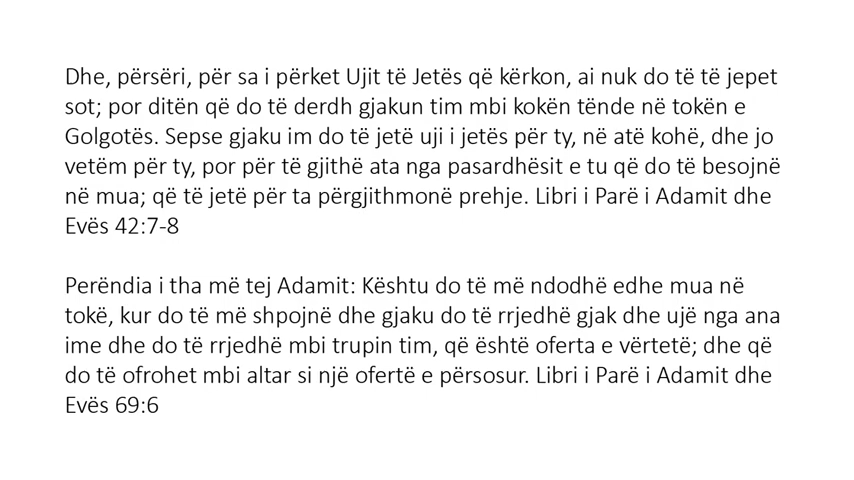 Dhe, përsëri, për sa i përket Ujit të Jetës që kërkon, ai nuk do të të jepet
sot; por ditën që do të derdh gjakun tim mbi kokën tënde në tokën e
Golgotës. Sepse gjaku im do të jetë uji i jetës për ty, në atë kohë, dhe jo
vetëm për ty, por për të gjithë ata nga pasardhësit e tu që do të besojnë
në mua; që të jetë për ta përgjithmonë prehje. Libri i Parë i Adamit dhe
Evës 42:7-8
Perëndia i tha më tej Adamit: Kështu do të më ndodhë edhe mua në
tokë, kur do të më shpojnë dhe gjaku do të rrjedhë gjak dhe ujë nga ana
ime dhe do të rrjedhë mbi trupin tim, që është oferta e vërtetë; dhe që
do të ofrohet mbi altar si një ofertë e përsosur. Libri i Parë i Adamit dhe
Evës 69:6